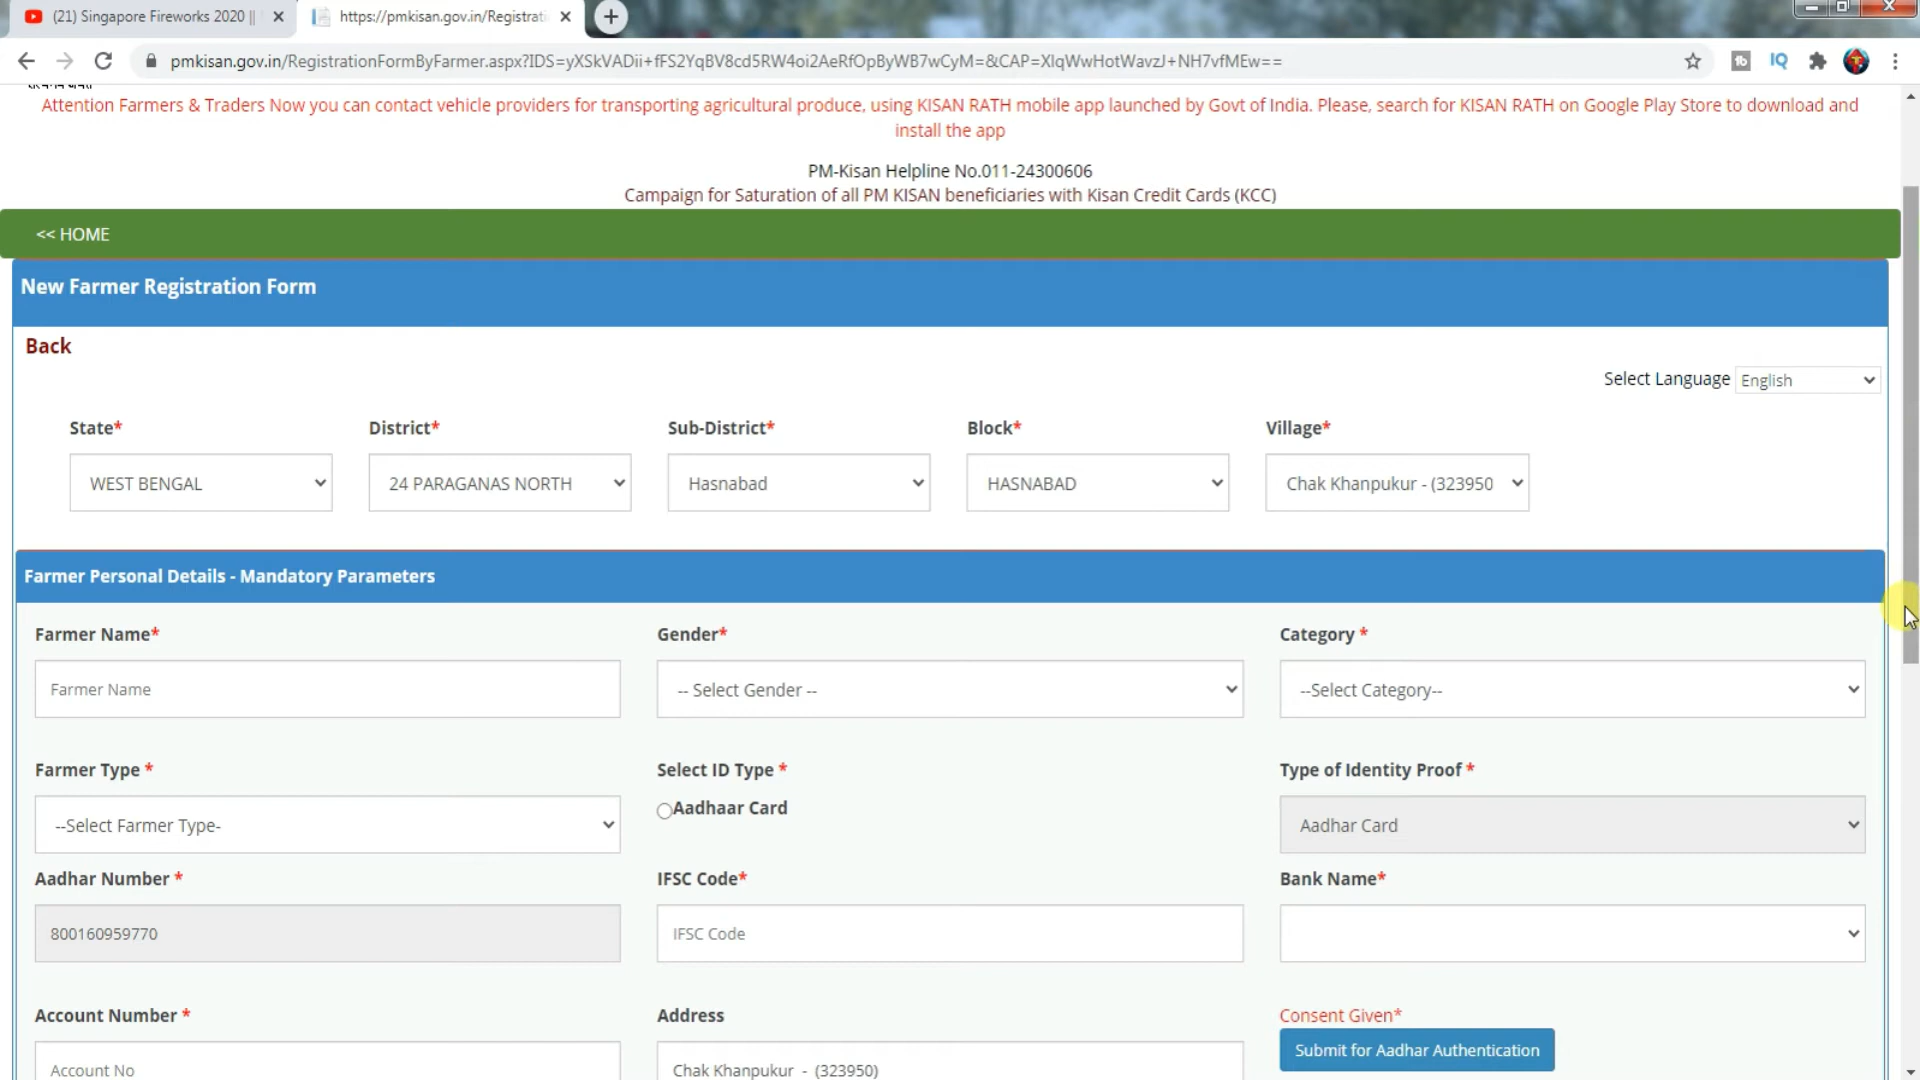 (21) Singapore Fireworks 2020 ||
https://pmkisan.gov.in/Registrati
pmkisan.gov.in/RegistrationFormByFarmer.aspx?IDS=yXSkVADii+fFS2YqBV8cd5RW4oi2AeRfOpByWB7wCyM=&CAP=XIqWwHotWavzJ+NH7vfMEw==
IQ
Attention Farmers & Traders Now you can contact vehicle providers for transporting agricultural produce, using KISAN RATH mobile app launched by Govt of India. Please, search for KISAN RATH on Google Play Store to download and
install the app
PM-Kisan Helpline No.011-24300606
Campaign for Saturation of all PM KISAN beneficiaries with Kisan Credit Cards (KCC)
<< HOME
New Farmer Registration Form
Back
Select Language English
State* District* Sub-District* Block* Village*
WEST BENGAL 24 PARAGANAS NORTH Hasnabad HASNABAD Chak Khanpukur - (323950
Farmer Personal Details - Mandatory Parameters
Farmer Name* Gender* Category *
Farmer Name -- Select Gender -- --Select Category--
Farmer Type * Select ID Type * Type of Identity Proof *
--Select Farmer Type- Aadhaar Card Aadhar Card
Aadhar Number * IFSC Code* Bank Name*
800160959770 IFSC Code
Account Number * Address Consent Given*
Account No Chak Khanpukur - (323950) Submit for Aadhar Authentication